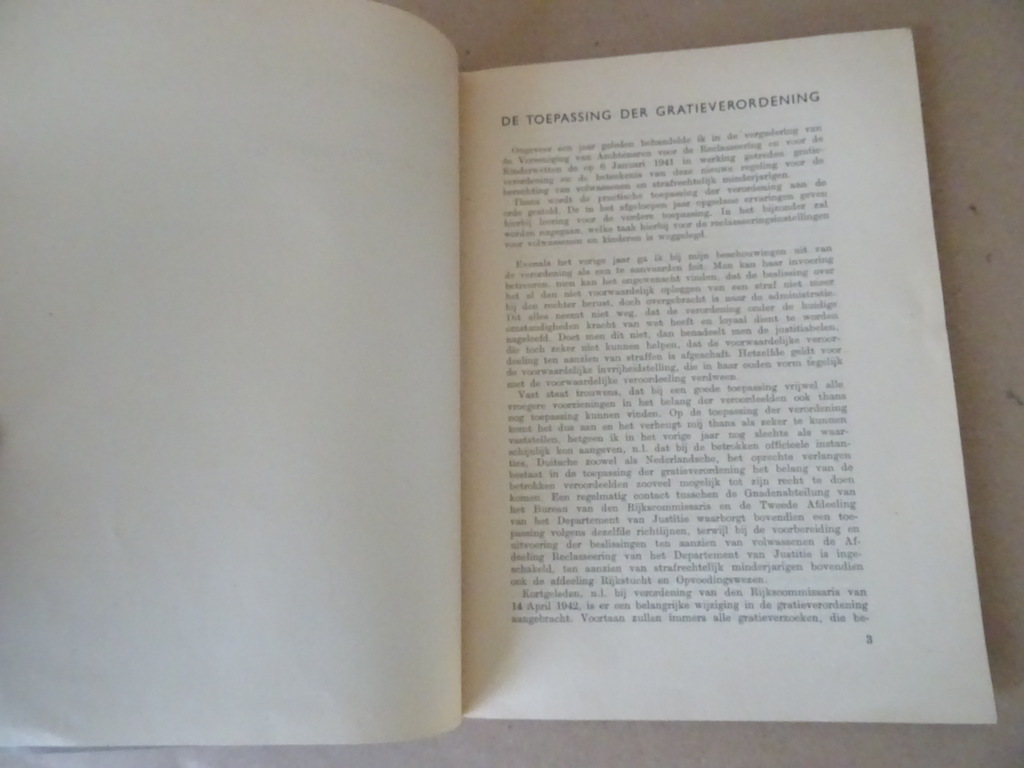 DE TOEPASSING DER GRATIEVERORDENING
Ongeveer een jaar geleden behandelde ik in de vergadering van
de Vereeniging van Ambtenaren voor de Reclasseering en voor de
Kinderwetten de op 6 Januari 1941 in werking getreden gratie-
verordening en de beteekenis van deze nieuwe regeling voor de
berechting van volwassenen en strafrechtelijk minderjarigen.
Thans wordt de practische toepassing der verordening aan de
orde gesteld. De in het afgeloopen jaar opgedane ervaringen geven
hierbij leering voor de verdere toepassing. In het bijzonder zal
worden nagegaan, welke taak hierbij voor de reclasseeringsinstellingen
voor volwassenen en kinderen is weggelegd.
Evenals het vorige jaar ga ik bij mijn beschouwingen uit van
de verordening als een te aanvaarden feit. Men kan haar invoering
betreuren, men kan het ongewenscht vinden, dat de beslissing over
het al dan niet voorwaardelijk opleggen van een straf niet meer
bij den rechter berust, doch overgebracht is naar de administratie.
Dit alles neemt niet weg, dat de verordening onder de huidige
omstandigheden kracht van wet heeft en loyaal dient te worden
nageleefd. Doet men dit niet, dan benadeelt men de justitiabelen,
die toch zeker niet kunnen helpen, dat de voorwaardelijke veroor-
deeling ten aanzien van straffen is afgeschaft. Hetzelfde geldt voor
de voorwaardelijke invrijheidstelling, die in haar ouden vorm tegelijk
met de voorwaardelijke veroordeeling verdween.
Vast staat trouwens, dat bij een goede toepassing vrijwel alle
vroegere voorzieningen in het belang der veroordeelden ook thans
nog toepassing kunnen vinden. Op de toepassing der verordening
komt het dus aan en het verheugt mij thans als zeker te kunnen
vaststellen, hetgeen ik in het vorige jaar nog slechts als waar-
schijnlijk kon aangeven, n.l. dat bij de betrokken officieele instan-
ties, Duitsche zoowel als Nederlandsche, het oprechte verlangen
bestaat in de toepassing der gratieverordening het belang van de
betrokken veroordeelden zooveel mogelijk tot zijn recht te doen
komen. Een regelmatig contact tusschen de Gnadenabteilung van
het Bureau van den Rijkscommissaris en de Tweede Afdeeling
van het Departement van Justitie waarborgt bovendien een toe-
passing volgens dezelfde richtlijnen, terwijl bij de voorbereiding en
uitvoering der beslissingen ten aanzien van volwassenen de Af-
deeling Reclasseering van het Departement van Justitie is inge-
schakeld, ten aanzien van strafrechtelijk minderjarigen bovendien
ook de afdeeling Rijkstucht en Opvoedingswezen.
Kortgeleden, n.l. bij verordening van den Rijkscommissaris van
14 April 1942, is er een belangrijke wijziging in de gratieverordening
aangebracht. Voortaan zullen immers alle gratieverzoeken, die be-
3